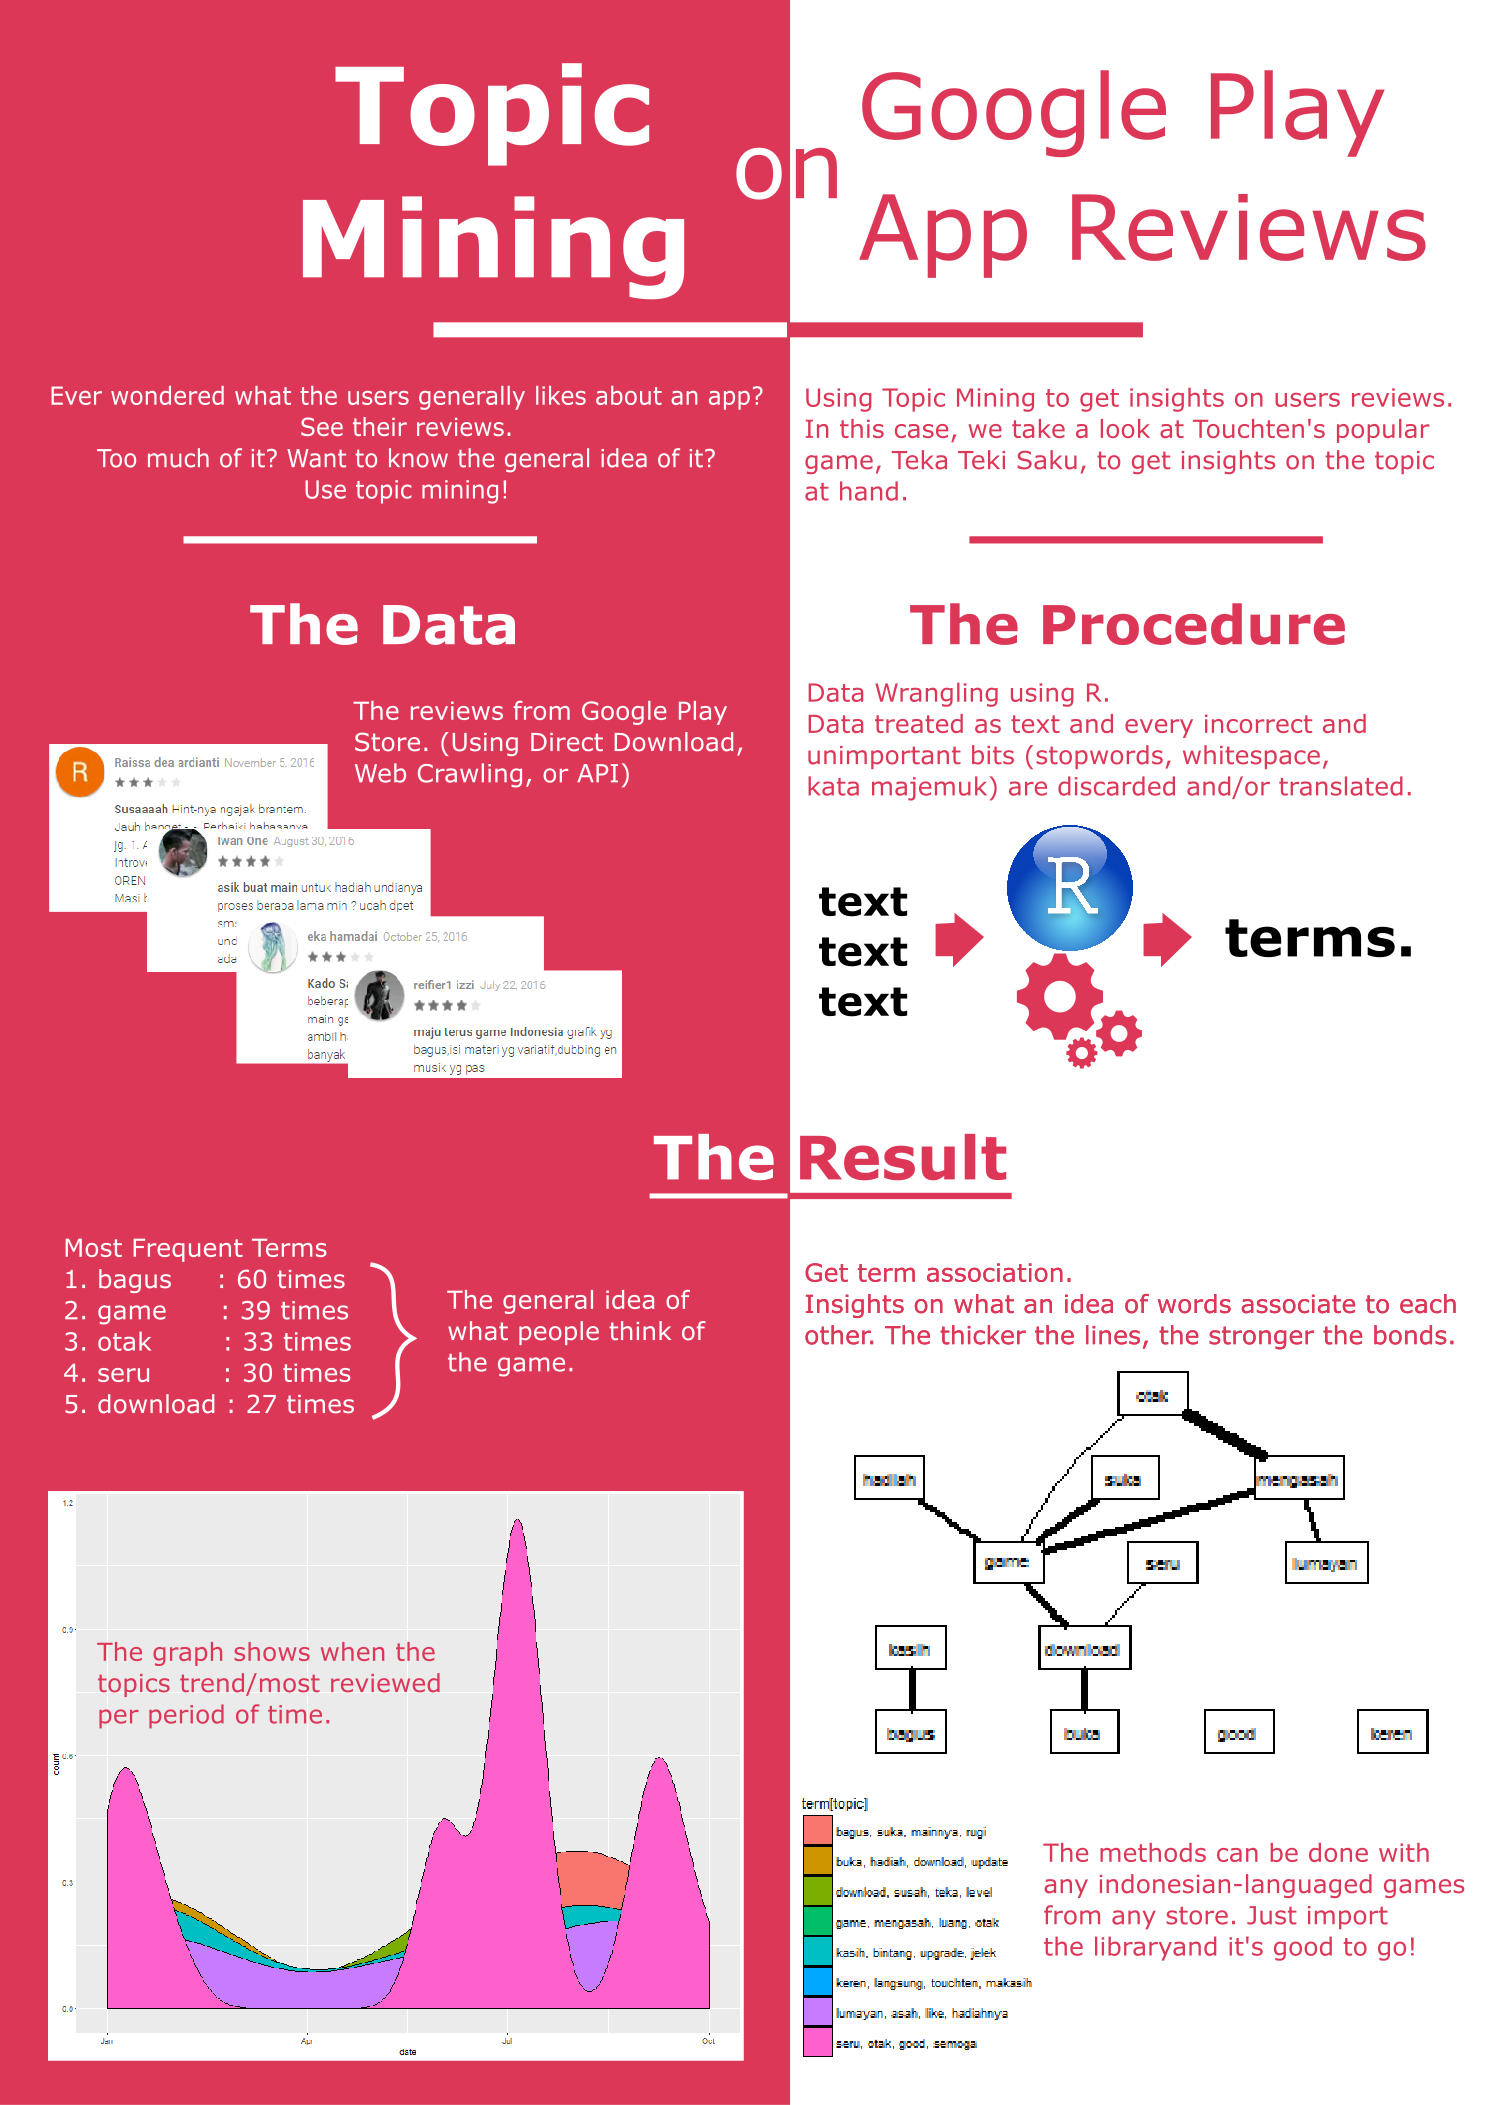 Topic
Mining
on
Google Play
App Reviews
Ever wondered what the users generally likes about an app?
See their reviews.
Too much of it? Want to know the general idea of it?
Use topic mining!
Using Topic Mining to get insights on users reviews.
In this case, we take a look at Touchten's popular
game, Teka Teki Saku, to get insights on the topic
at hand.
The Data
The reviews from Google Play
Store. (Using Direct Download,
Web Crawling, or API)
R
Raissa dea ardianti November 5, 2016
Susaaaah Hint-nya ngajak brantem.
Jauh banget - - Perbaiki bahasanya
jg. 1. A
Introve
OREN
Masi
Iwan One August 30, 2016
asik buat main untuk hadiah undianya
proses berapa lama min ? ucah dpet
sms
und
ada
eka hamadai October 25, 2016
Kado Sa
beberap
main ga
ambil h
banyak
reifier1 izzi July 22, 2016
maju terus game Indonesia grafik yg
bagus,isi materi yg variatif,dubbing en
musik yg pas
The Procedure
Data Wrangling using R.
Data treated as text and every incorrect and
unimportant bits (stopwords, whitespace,
kata majemuk) are discarded and/or translated.
text
text
text
R
terms.
The Result
Most Frequent Terms
1. bagus : 60 times
2. game : 39 times
3. otak : 33 times
4. seru : 30 times
5. download : 27 times
The general idea of
what people think of
the game.
Get term association.
Insights on what an idea of words associate to each
other. The thicker the lines, the stronger the bonds.
otak
hadiah
suka
mengasah
game
seru
lumayan
kasih
download
bagus
buka
good
keren
The graph shows when the
topics trend/most reviewed
per period of time.
1.2
0.9
0.6
0.3
0.0
count
Jan
Apr
Jul
Oct
date
term[topic]
bagus, suka, mainnya, rugi
buka, hadiah, download, update
download, susah, teka, level
game, mengasah, luang, otak
kasih, bintang, upgrade, jelek
keren, langsung, touchten, makasih
lumayan, asah, like, hadiahnya
seru, otak, good, semoga
The methods can be done with
any indonesian-languaged games
from any store. Just import
the libraryand it's good to go!